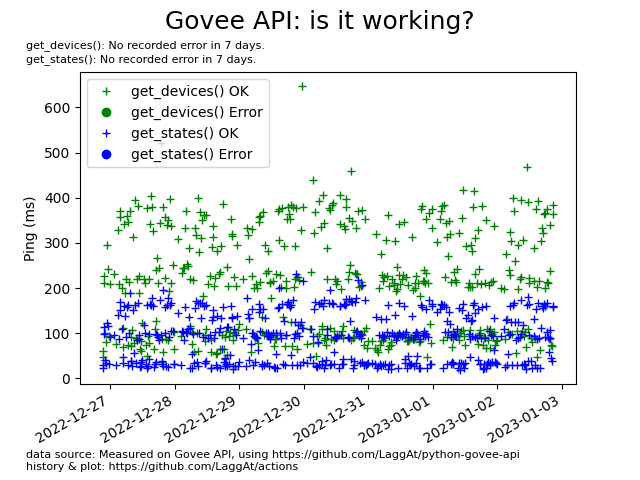 Govee API: is it working?
get_devices(): No recorded error in 7 days.
get_states(): No recorded error in 7 days.
get_devices() OK
get_devices() Error
get_states() OK
get_states() Error
Ping (ms)
600
500
400
300
200
100
0
2022-12-27
2022-12-28
2022-12-29
2022-12-30
2022-12-31
2023-01-01
2023-01-02
2023-01-03
data source: Measured on Govee API, using https://github.com/LaggAt/python-govee-api
history & plot: https://github.com/LaggAt/actions